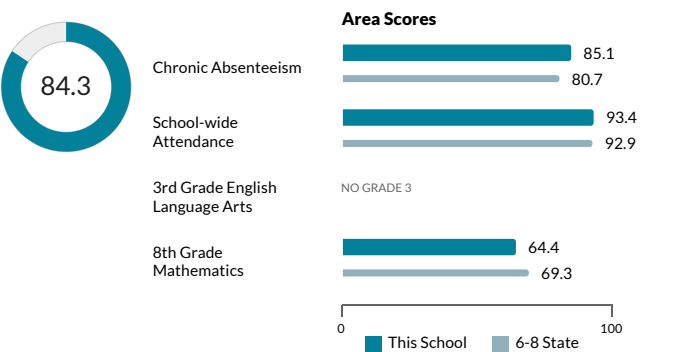 Area Scores
84.3
Chronic Absenteeism
85.1
80.7
School-wide
Attendance
93.4
92.9
3rd Grade English
Language Arts
NO GRADE 3
8th Grade
Mathematics
64.4
69.3
0
100
This School
6-8 State